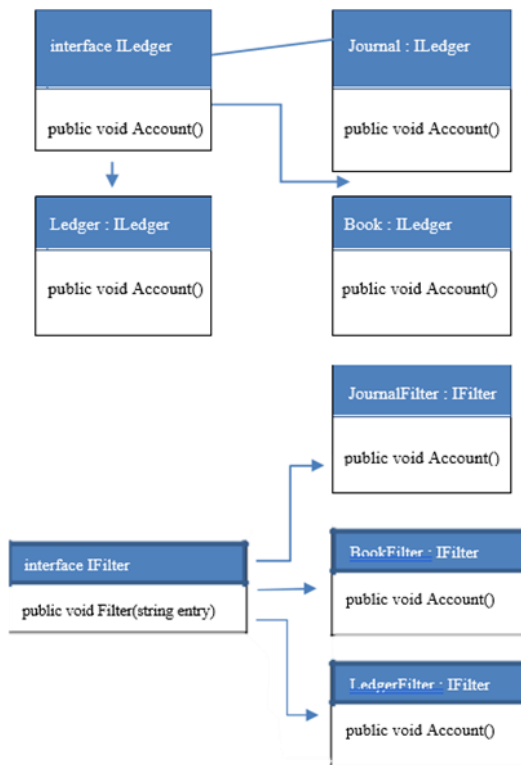 interface ILedger
public void Account()
Journal : ILedger
public void Account()
Ledger : ILedger
public void Account()
Book : ILedger
public void Account()
JournalFilter : IFilter
public void Account()
interface IFilter
public void Filter(string entry)
BookFilter : IFilter
public void Account()
LedgerFilter : IFilter
public void Account()